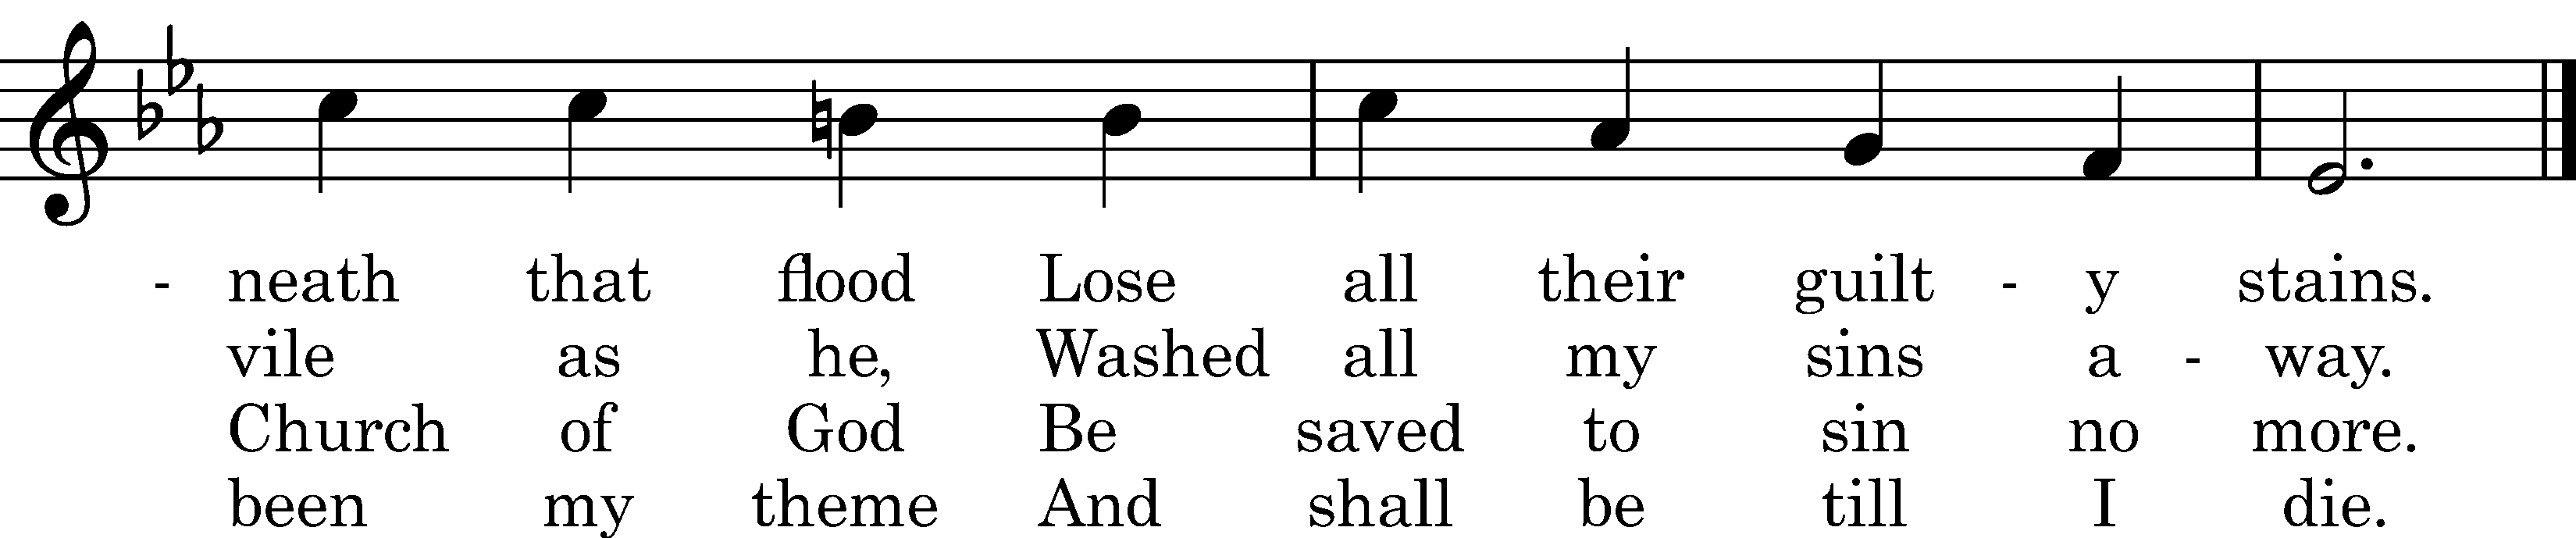 - neath that flood Lose all their guilt - y stains.
vile as he, Washed all my sins a - way.
Church of God Be saved to sin no more.
been my theme And shall be till I die.